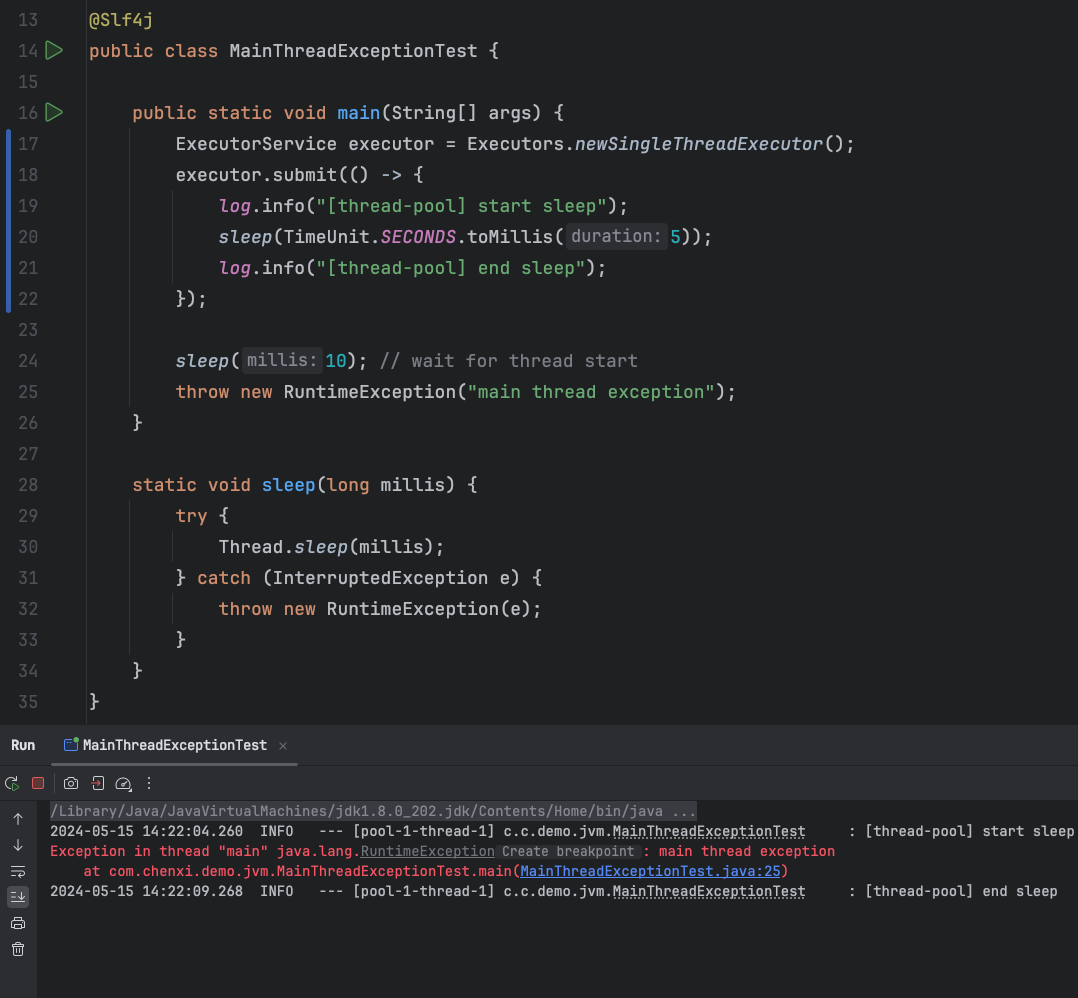 13 @Slf4j
14 public class MainThreadExceptionTest {
15
16     public static void main(String[] args) {
17         ExecutorService executor = Executors.newSingleThreadExecutor();
18         executor.submit(() -> {
19             log.info("[thread-pool] start sleep");
20             sleep(TimeUnit.SECONDS.toMillis( duration: 5));
21             log.info("[thread-pool] end sleep");
22         });
23
24         sleep( millis: 10); // wait for thread start
25         throw new RuntimeException("main thread exception");
26     }
27
28     static void sleep(long millis) {
29         try {
30             Thread.sleep(millis);
31         } catch (InterruptedException e) {
32             throw new RuntimeException(e);
33         }
34     }
35 }
Run MainThreadExceptionTest ×
/Library/Java/JavaVirtualMachines/jdk1.8.0_202.jdk/Contents/Home/bin/java ...
2024-05-15 14:22:04.260  INFO   --- [pool-1-thread-1] c.c.demo.jvm.MainThreadExceptionTest     : [thread-pool] start sleep
Exception in thread "main" java.lang.RuntimeException Create breakpoint : main thread exception
    at com.chenxi.demo.jvm.MainThreadExceptionTest.main(MainThreadExceptionTest.java:25)
2024-05-15 14:22:09.268  INFO   --- [pool-1-thread-1] c.c.demo.jvm.MainThreadExceptionTest     : [thread-pool] end sleep